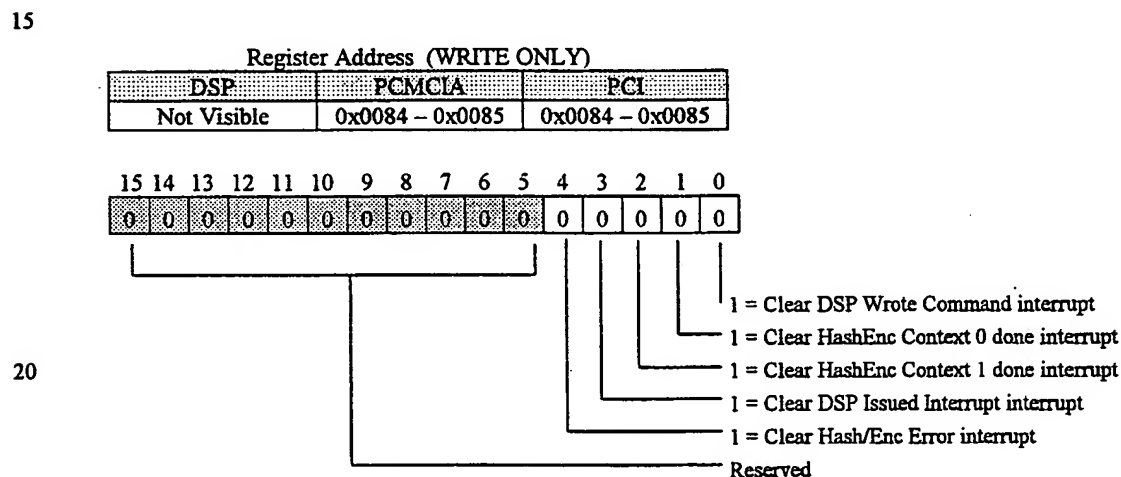 15
Register Address (WRITE ONLY)
DSP PCMCIA PCI
Not Visible 0x0084 – 0x0085 0x0084 – 0x0085
15 14 13 12 11 10 9 8 7 6 5 4 3 2 1 0
0 0 0 0 0 0 0 0 0 0 0 0 0 0 0 0
1 = Clear DSP Wrote Command interrupt
1 = Clear HashEnc Context 0 done interrupt
20
1 = Clear HashEnc Context 1 done interrupt
1 = Clear DSP Issued Interrupt interrupt
1 = Clear Hash/Enc Error interrupt
Reserved